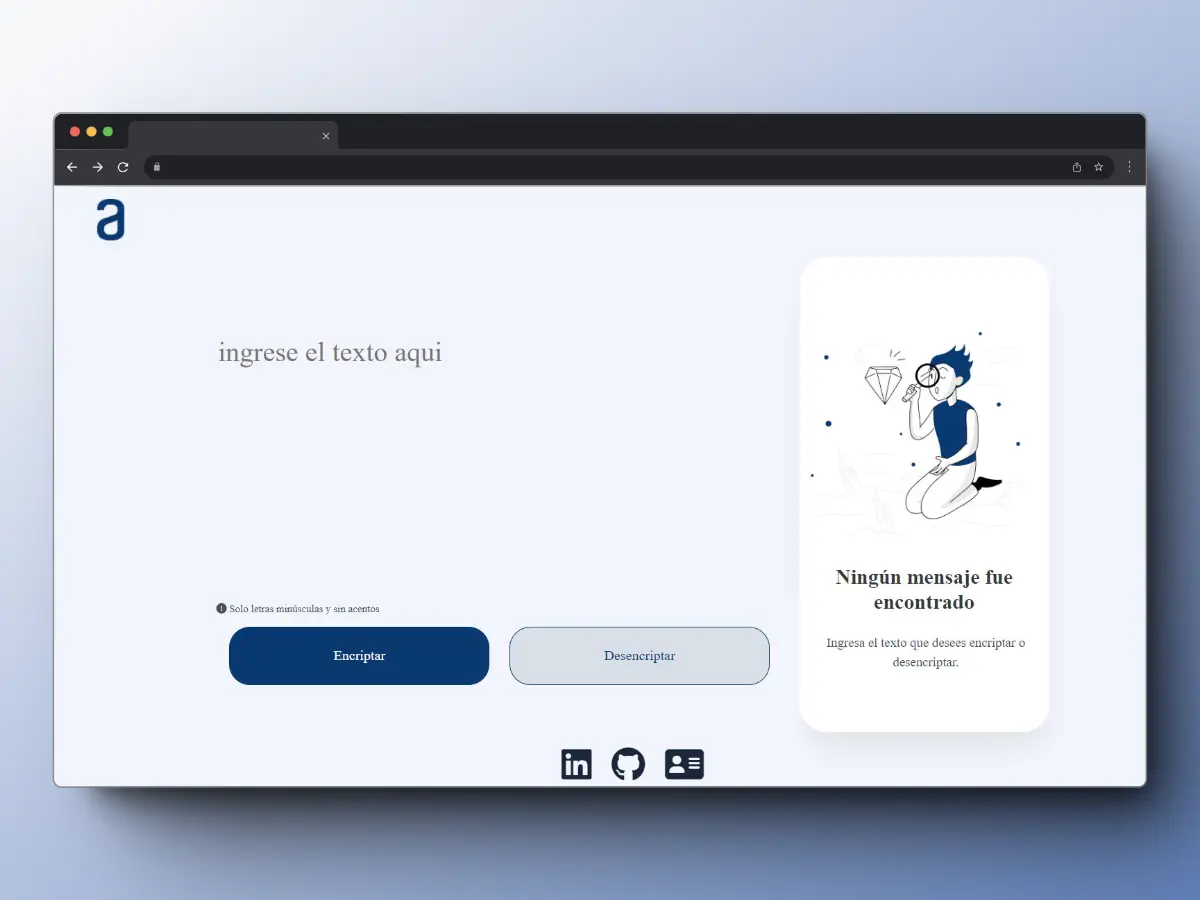 a
ingrese el texto aqui
Solo letras minúsculas y sin acentos
Encriptar
Desencriptar
Ningún mensaje fue
encontrado
Ingresa el texto que desees encriptar o
desencriptar.
in